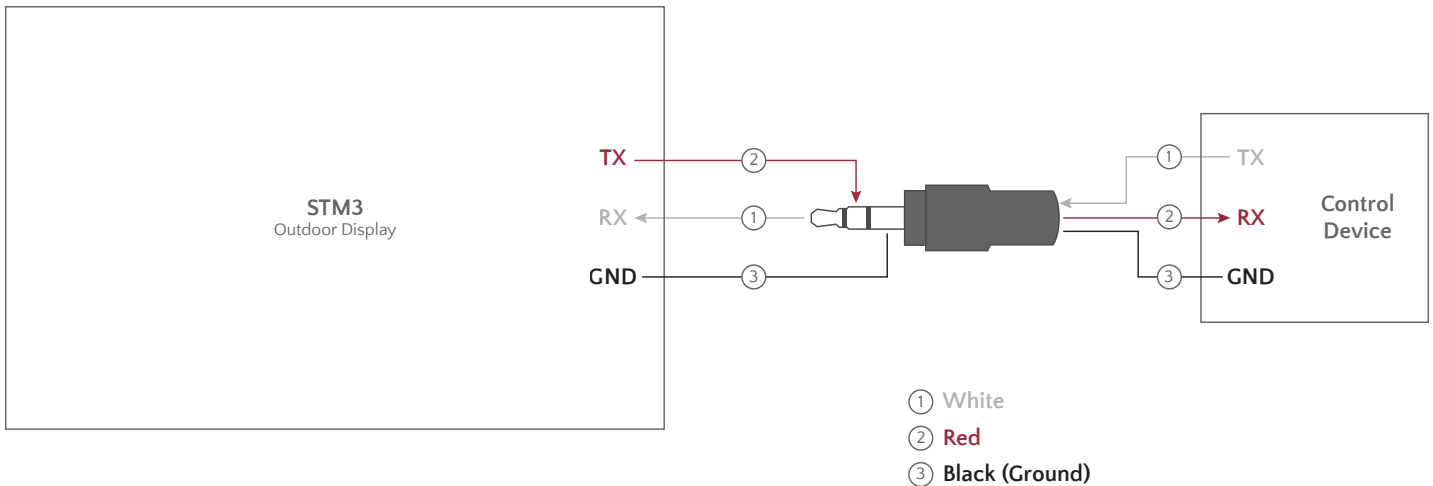 TX
2
1
TX
STM3
Outdoor Display
RX
1
2
RX
Control
Device
GND
3
3
GND
1 White
2 Red
3 Black (Ground)